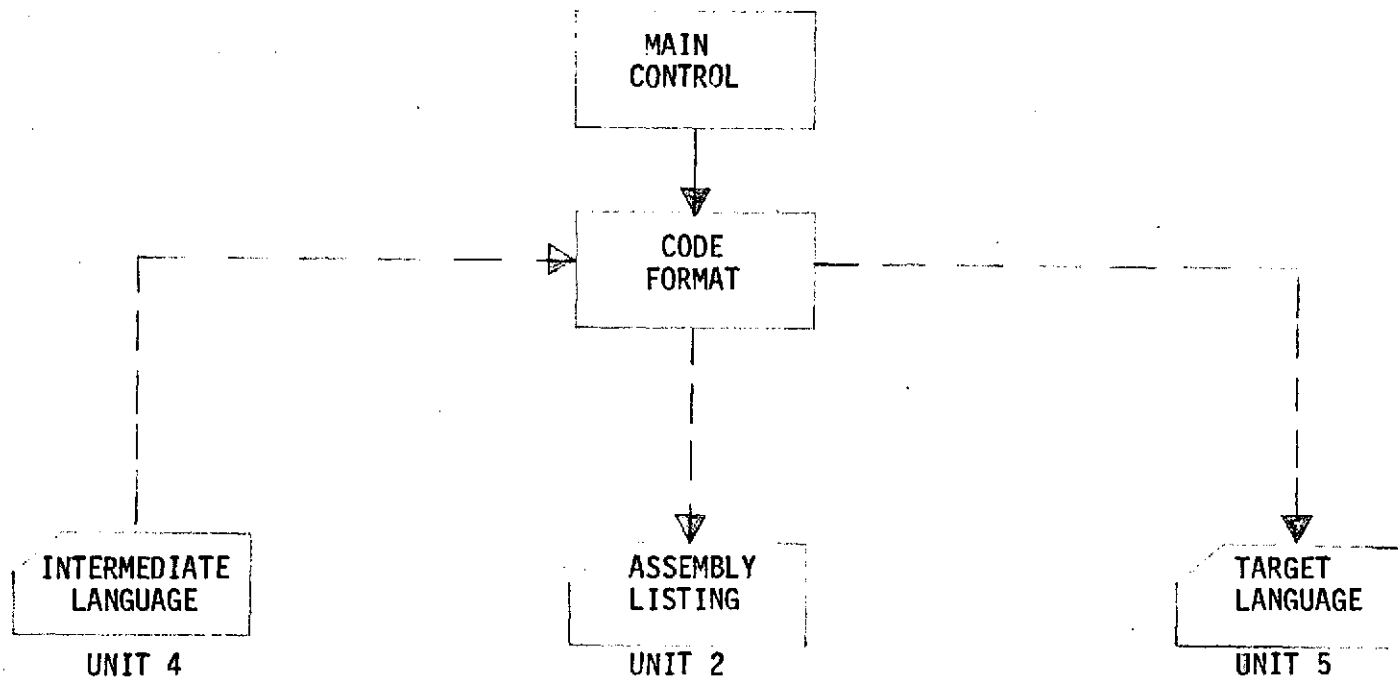 MAIN
CONTROL
CODE
FORMAT
INTERMEDIATE
LANGUAGE
UNIT 4
ASSEMBLY
LISTING
UNIT 2
TARGET
LANGUAGE
UNIT 5